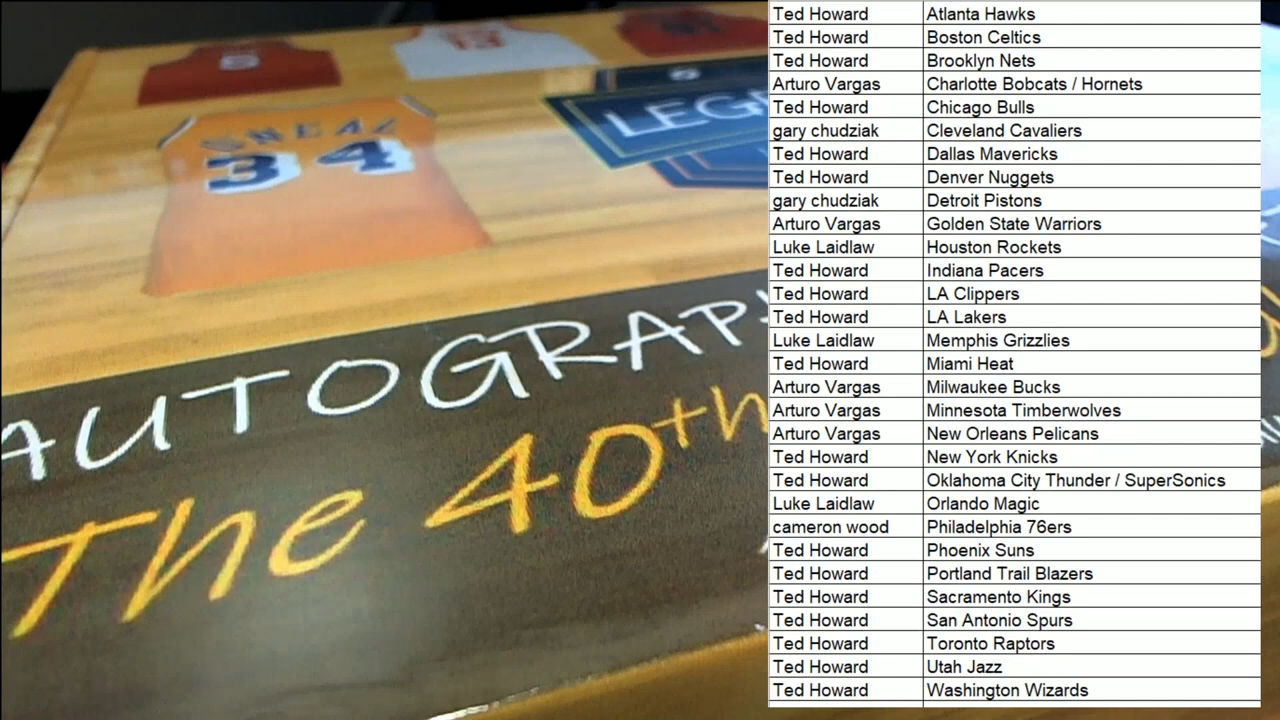 S
13
O'NEAL
34
LEG
AUTOGRAP
The 40th
Ted Howard Atlanta Hawks
Ted Howard Boston Celtics
Ted Howard Brooklyn Nets
Arturo Vargas Charlotte Bobcats / Hornets
Ted Howard Chicago Bulls
gary chudziak Cleveland Cavaliers
Ted Howard Dallas Mavericks
Ted Howard Denver Nuggets
gary chudziak Detroit Pistons
Arturo Vargas Golden State Warriors
Luke Laidlaw Houston Rockets
Ted Howard Indiana Pacers
Ted Howard LA Clippers
Ted Howard LA Lakers
Luke Laidlaw Memphis Grizzlies
Ted Howard Miami Heat
Arturo Vargas Milwaukee Bucks
Arturo Vargas Minnesota Timberwolves
Arturo Vargas New Orleans Pelicans
Ted Howard New York Knicks
Ted Howard Oklahoma City Thunder / SuperSonics
Luke Laidlaw Orlando Magic
cameron wood Philadelphia 76ers
Ted Howard Phoenix Suns
Ted Howard Portland Trail Blazers
Ted Howard Sacramento Kings
Ted Howard San Antonio Spurs
Ted Howard Toronto Raptors
Ted Howard Utah Jazz
Ted Howard Washington Wizards